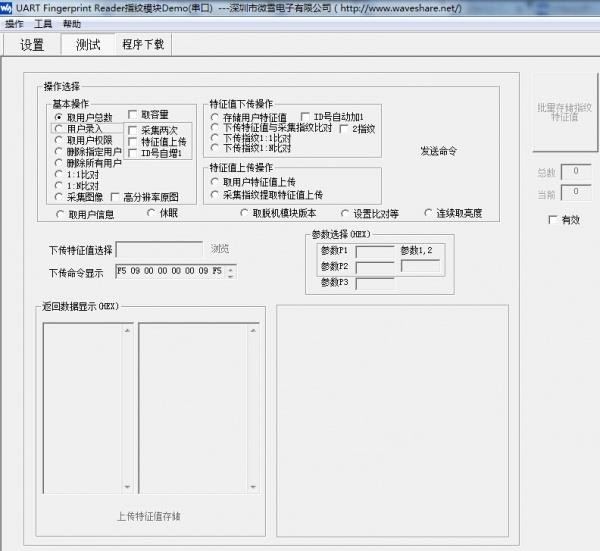 UART Fingerprint Reader指纹模块Demo(串口) ---深圳市微雪电子有限公司 ( http://www.waveshare.net/)
操作 工具 帮助
设置 测试 程序下载
操作选择
基本操作
取用户总数 取容量
用户录入 采集两次
取用户权限 特征值上传
删除指定用户 ID号自增1
删除所有用户
1:1比对
1:N比对
采集图像 高分辨率原图
特征值下传操作
存储用户特征值 ID号自动加1
下传特征值与采集指纹比对 2指纹
下传指纹1:1比对
下传指纹1:N比对
特征值上传操作
取用户特征值上传
采集指纹提取特征值上传
发送命令
取用户信息 休眠 取脱机模块版本 设置比对等 连续取亮度
批量存储指纹
特征值
总数 0
当前 0
有效
下传特征值选择 浏览
下传命令显示 F5 09 00 00 00 00 09 F5
参数选择(HEX)
参数P1 参数1,2
参数P2
参数P3
返回数据显示(HEX)
上传特征值存储